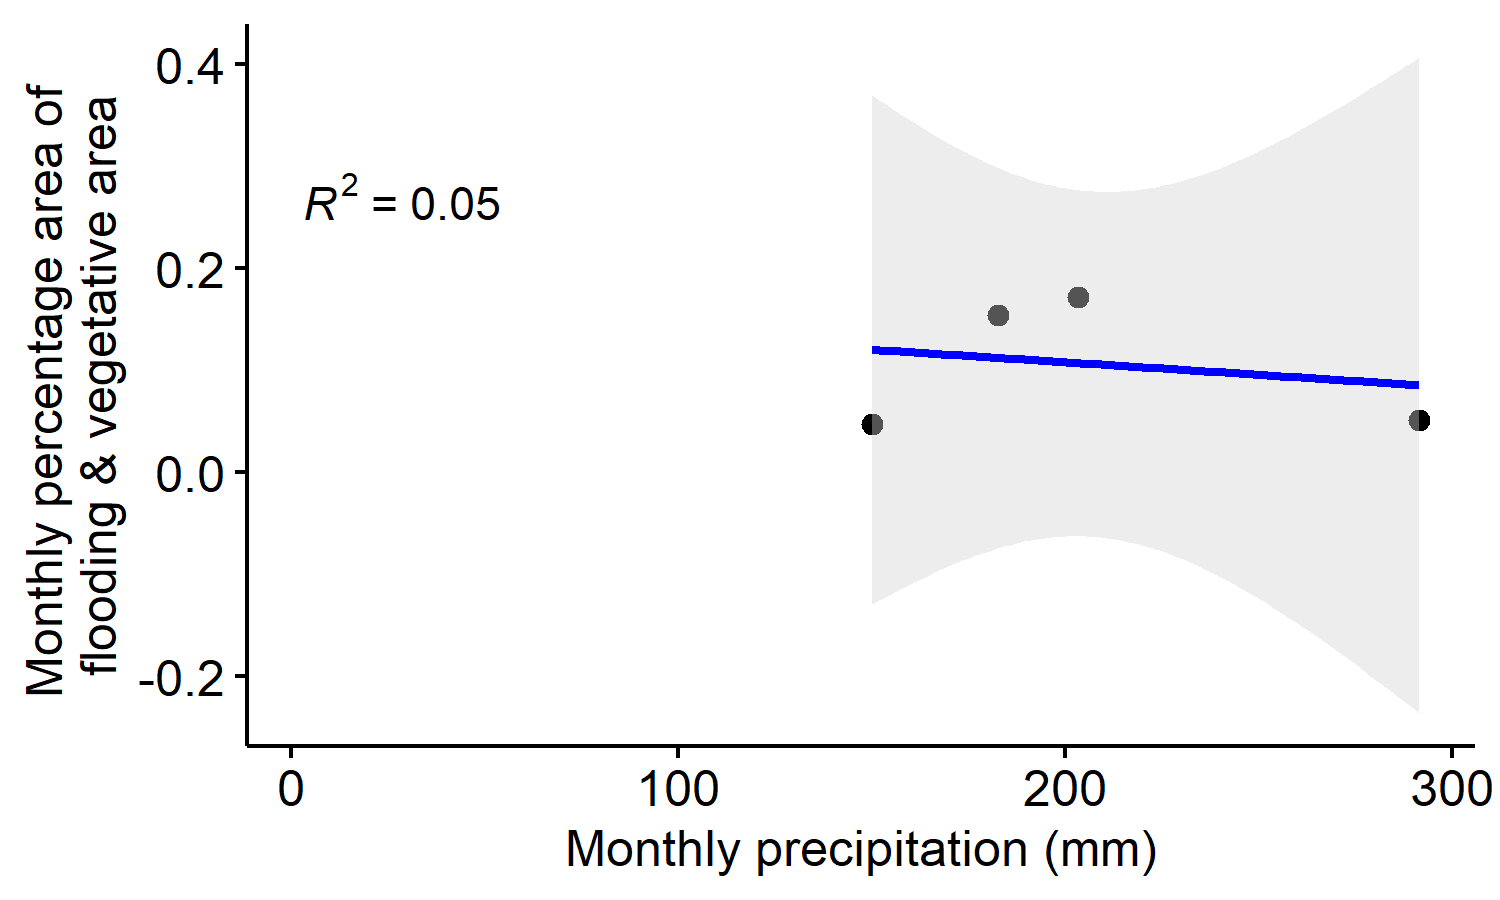 Monthly percentage area of
flooding & vegetative area
0.4
0.2
0.0
-0.2
R² = 0.05
0 100 200 300
Monthly precipitation (mm)